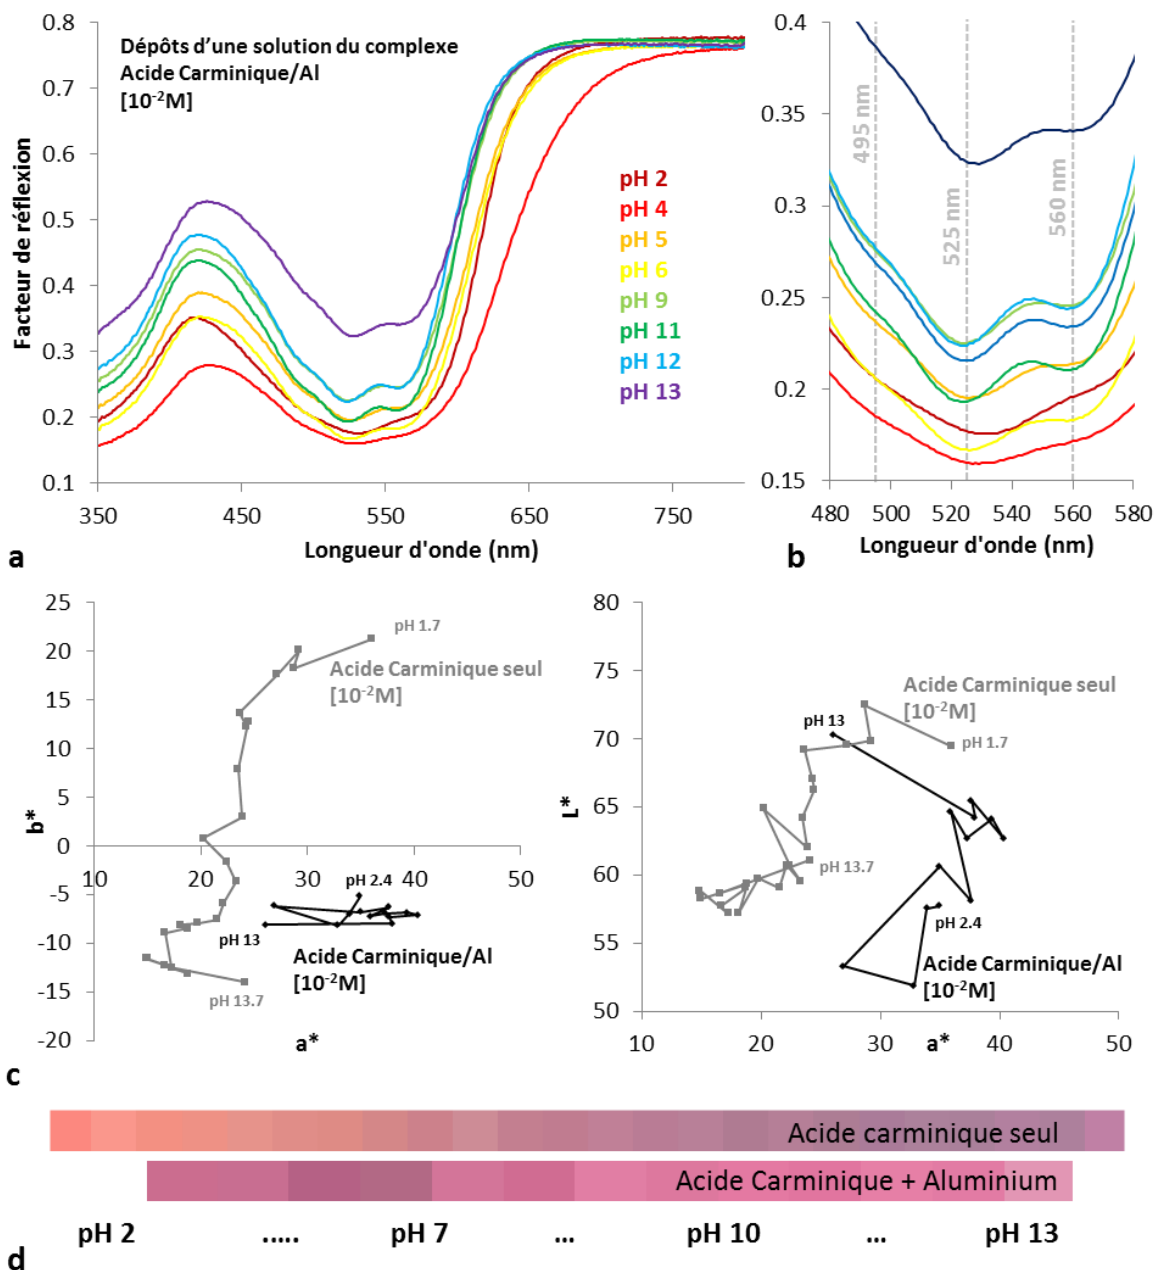 0.8
0.7
0.6
0.5
0.4
0.3
0.2
0.1
Facteur de réflexion
Dépôts d'une solution du complexe
Acide Carminique/Al
[10⁻²M]
pH 2
pH 4
pH 5
pH 6
pH 9
pH 11
pH 12
pH 13
350
450
550
650
750
Longueur d'onde (nm)
a
0.4
0.35
0.3
0.25
0.2
0.15
495 nm
525 nm
560 nm
480
500
520
540
560
580
Longueur d'onde (nm)
b
25
20
15
10
5
0
-5
-10
-15
-20
b*
pH 1.7
Acide Carminique seul
[10⁻²M]
10
20
30
40
50
pH 2.4
pH 13
Acide Carminique/Al
[10⁻²M]
pH 13.7
a*
80
75
70
65
60
55
50
L*
Acide Carminique seul
[10⁻²M]
pH 13
pH 1.7
pH 13.7
pH 2.4
Acide Carminique/Al
[10⁻²M]
10
20
30
40
50
a*
c
Acide carminique seul
Acide Carminique + Aluminium
pH 2 ..... pH 7 ... pH 10 ... pH 13
d